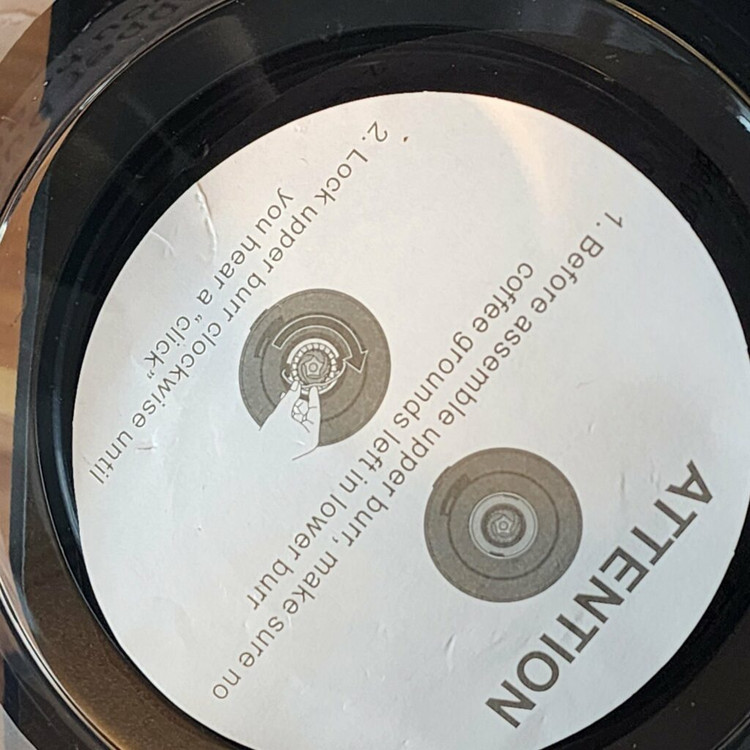 ATTENTION
1. Before assemble upper burr, make sure no
coffee grounds left in lower burr
2. Lock upper burr clockwise until
you hear a “click”